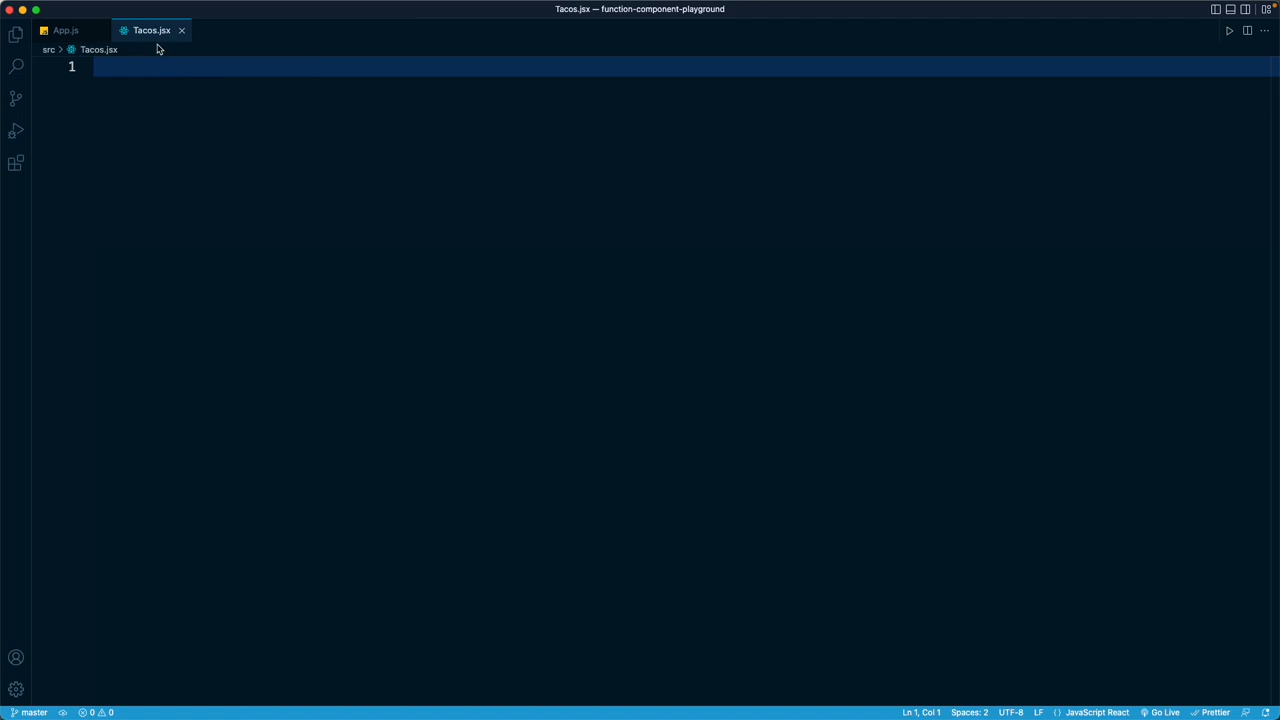 Tacos.jsx — function-component-playground
App.js
Tacos.jsx
src > Tacos.jsx
1
master
0 0
Ln 1, Col 1
Spaces: 2
UTF-8
LF
{ } JavaScript React
Go Live
Prettier